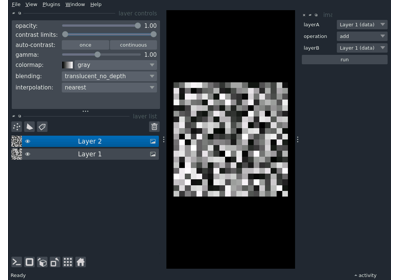 File View Plugins Window Help
layer controls
opacity: 1.00
contrast limits:
auto-contrast: once continuous
gamma: 1.00
colormap: gray
blending: translucent_no_depth
interpolation: nearest
layer list
Layer 2
Layer 1
layerA Layer 1 (data)
operation add
layerB Layer 1 (data)
run
Ready
activity